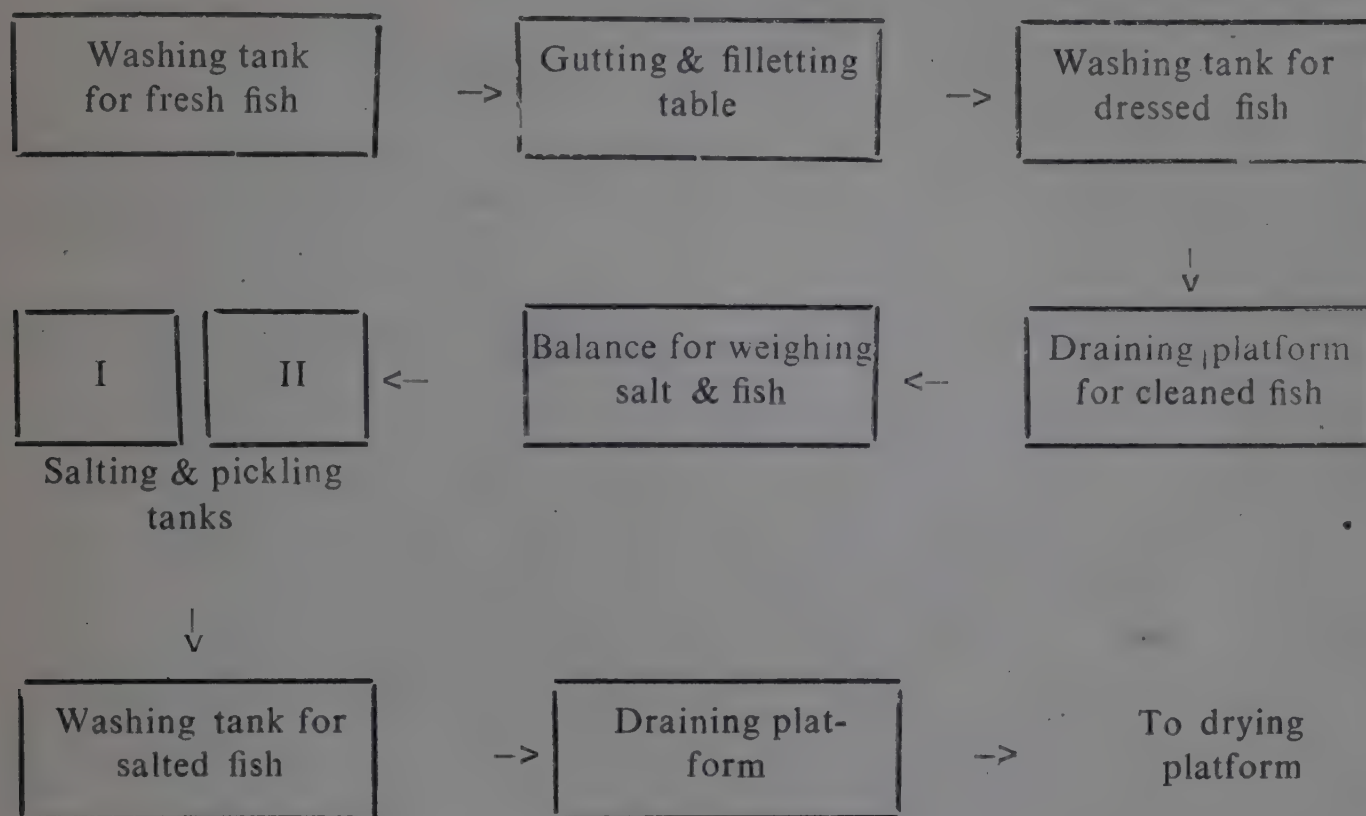 Washing tank
for fresh fish
->
Gutting & filletting
table
->
Washing tank for
dressed fish
Draining platform
for cleaned fish
<-
Balance for weighing
salt & fish
<-
I
II
Salting & pickling
tanks
Washing tank for
salted fish
->
Draining plat-
form
->
To drying
platform